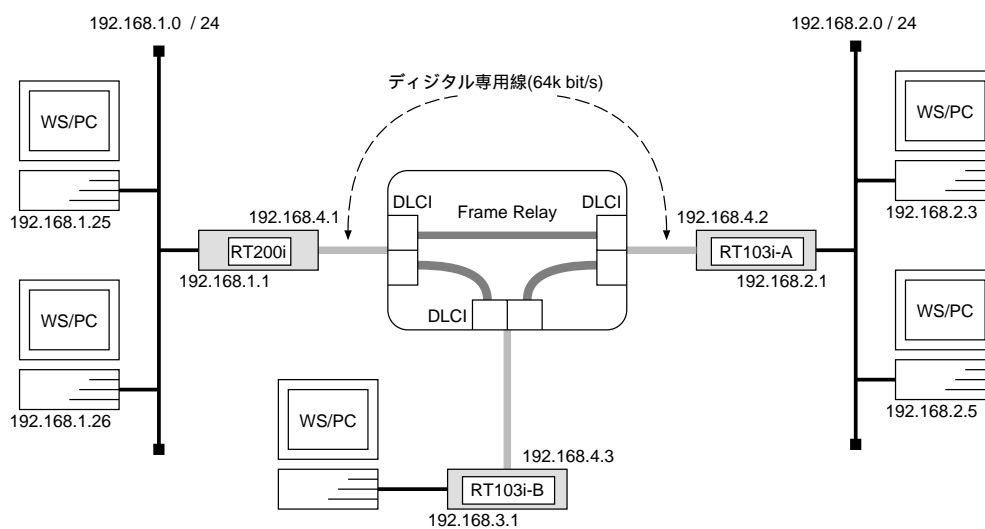 192.168.1.0 / 24
192.168.2.0 / 24
ディジタル専用線(64k bit/s)
WS/PC
WS/PC
192.168.1.25
192.168.2.3
DLCI
Frame Relay
DLCI
192.168.4.1
192.168.4.2
RT200i
RT103i-A
192.168.1.1
192.168.2.1
WS/PC
WS/PC
DLCI
192.168.1.26
192.168.2.5
WS/PC
192.168.4.3
RT103i-B
192.168.3.1